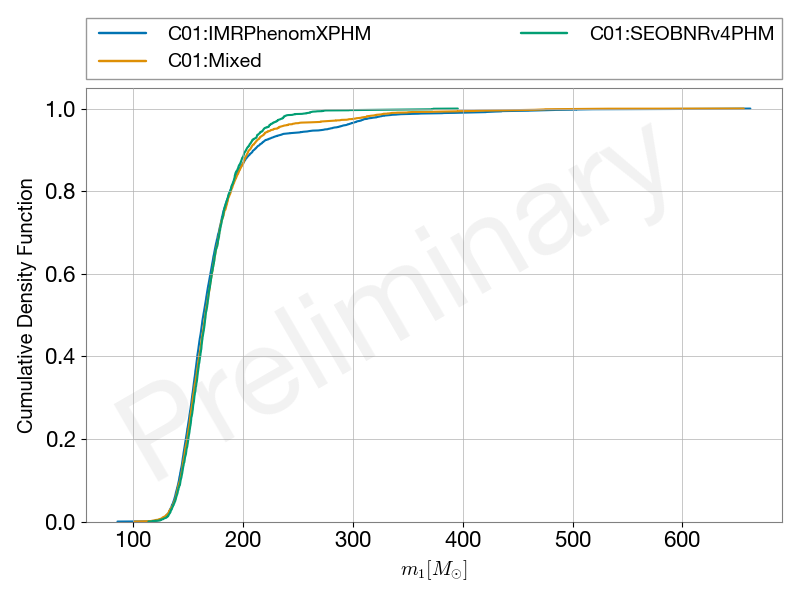 C01:IMRPhenomXPHM
C01:Mixed
C01:SEOBNRv4PHM
Cumulative Density Function
1.0
0.8
0.6
0.4
0.2
0.0
Preliminary
100 200 300 400 500 600
m₁[M⊙]